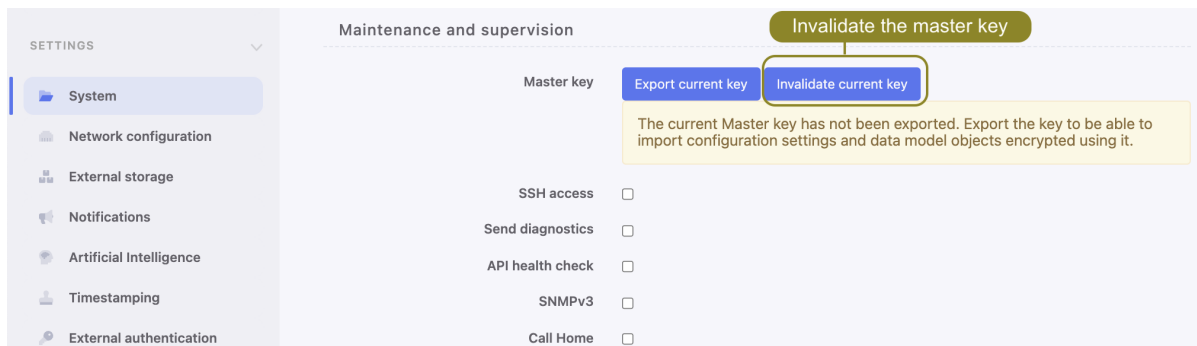 Invalidate the master key
SETTINGS
System
Network configuration
External storage
Notifications
Artificial Intelligence
Timestamping
External authentication
Maintenance and supervision
Master key
Export current key
Invalidate current key
The current Master key has not been exported. Export the key to be able to
import configuration settings and data model objects encrypted using it.
SSH access
Send diagnostics
API health check
SNMPv3
Call Home